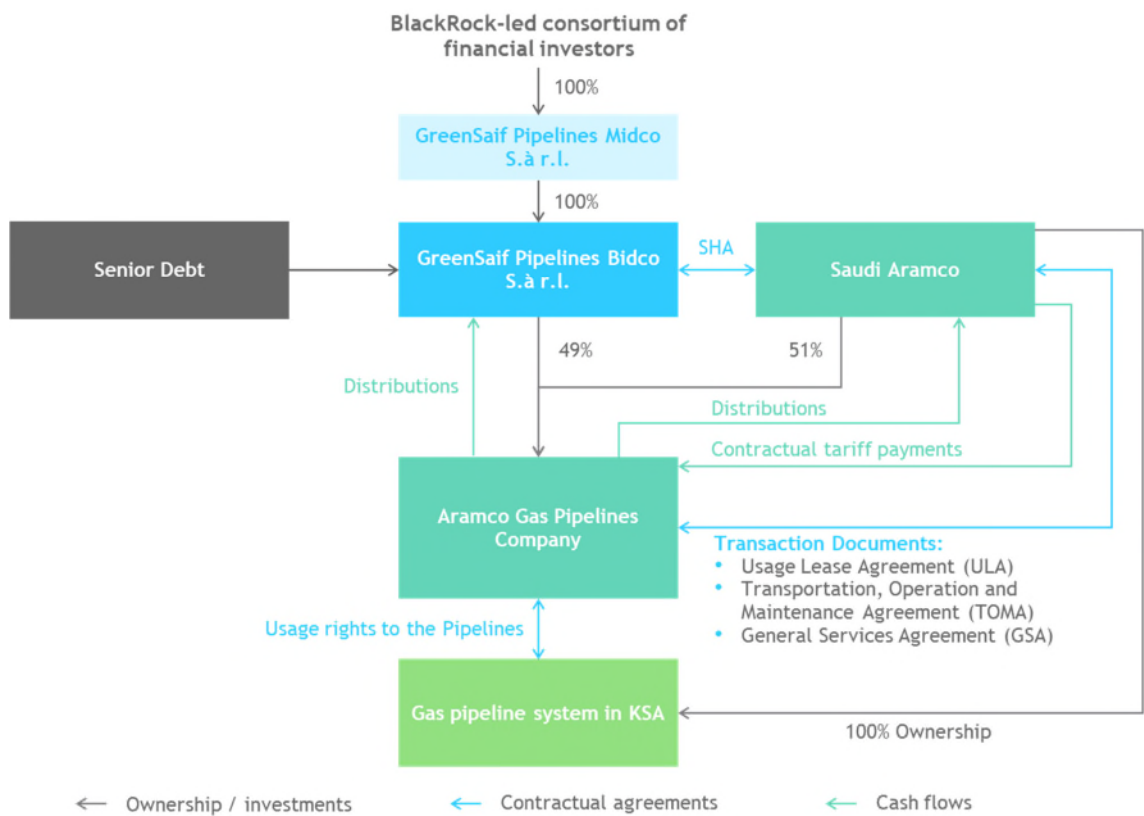 BlackRock-led consortium of
financial investors
100%
GreenSaif Pipelines Midco
S.à r.l.
100%
Senior Debt
GreenSaif Pipelines Bidco
S.à r.l.
SHA
Saudi Aramco
49%
51%
Distributions
Distributions
Contractual tariff payments
Aramco Gas Pipelines
Company
Transaction Documents:
• Usage Lease Agreement (ULA)
• Transportation, Operation and
Maintenance Agreement (TOMA)
• General Services Agreement (GSA)
Usage rights to the Pipelines
Gas pipeline system in KSA
100% Ownership
Ownership / investments
Contractual agreements
Cash flows